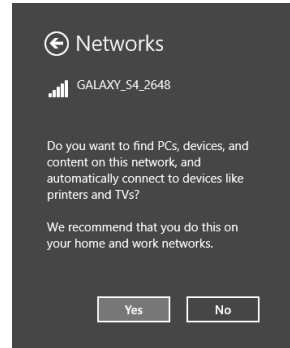 Networks
GALAXY_S4_2648
Do you want to find PCs, devices, and
content on this network, and
automatically connect to devices like
printers and TVs?
We recommend that you do this on
your home and work networks.
Yes
No